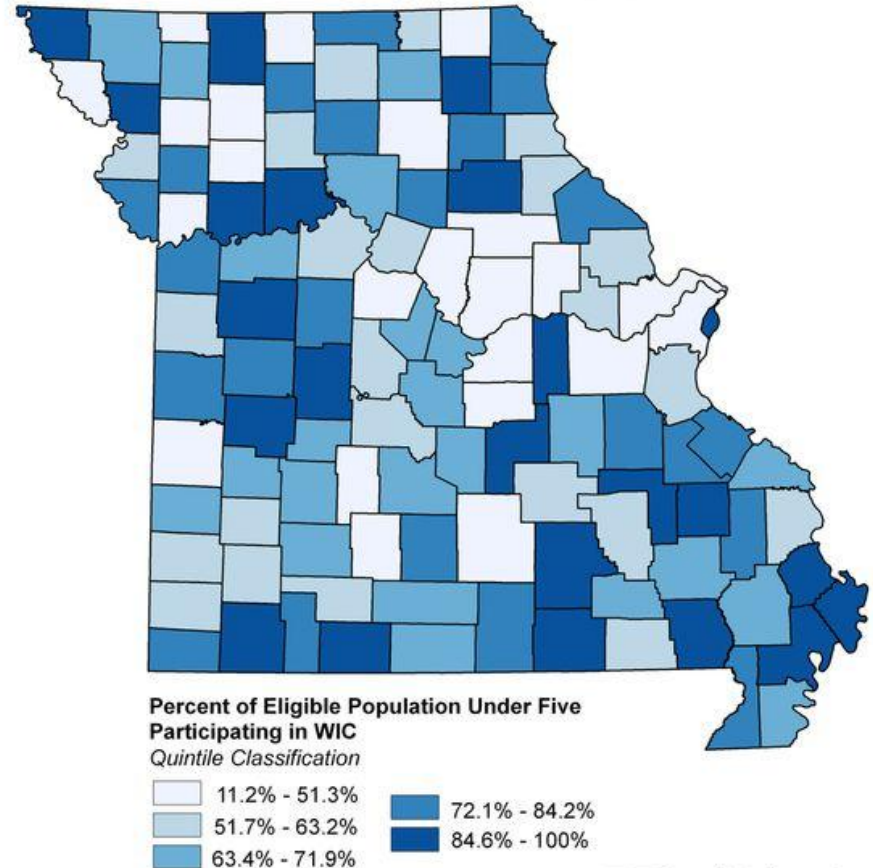 Percent of Eligible Population Under Five
Participating in WIC
Quintile Classification
11.2% - 51.3%
51.7% - 63.2%
63.4% - 71.9%
72.1% - 84.2%
84.6% - 100%